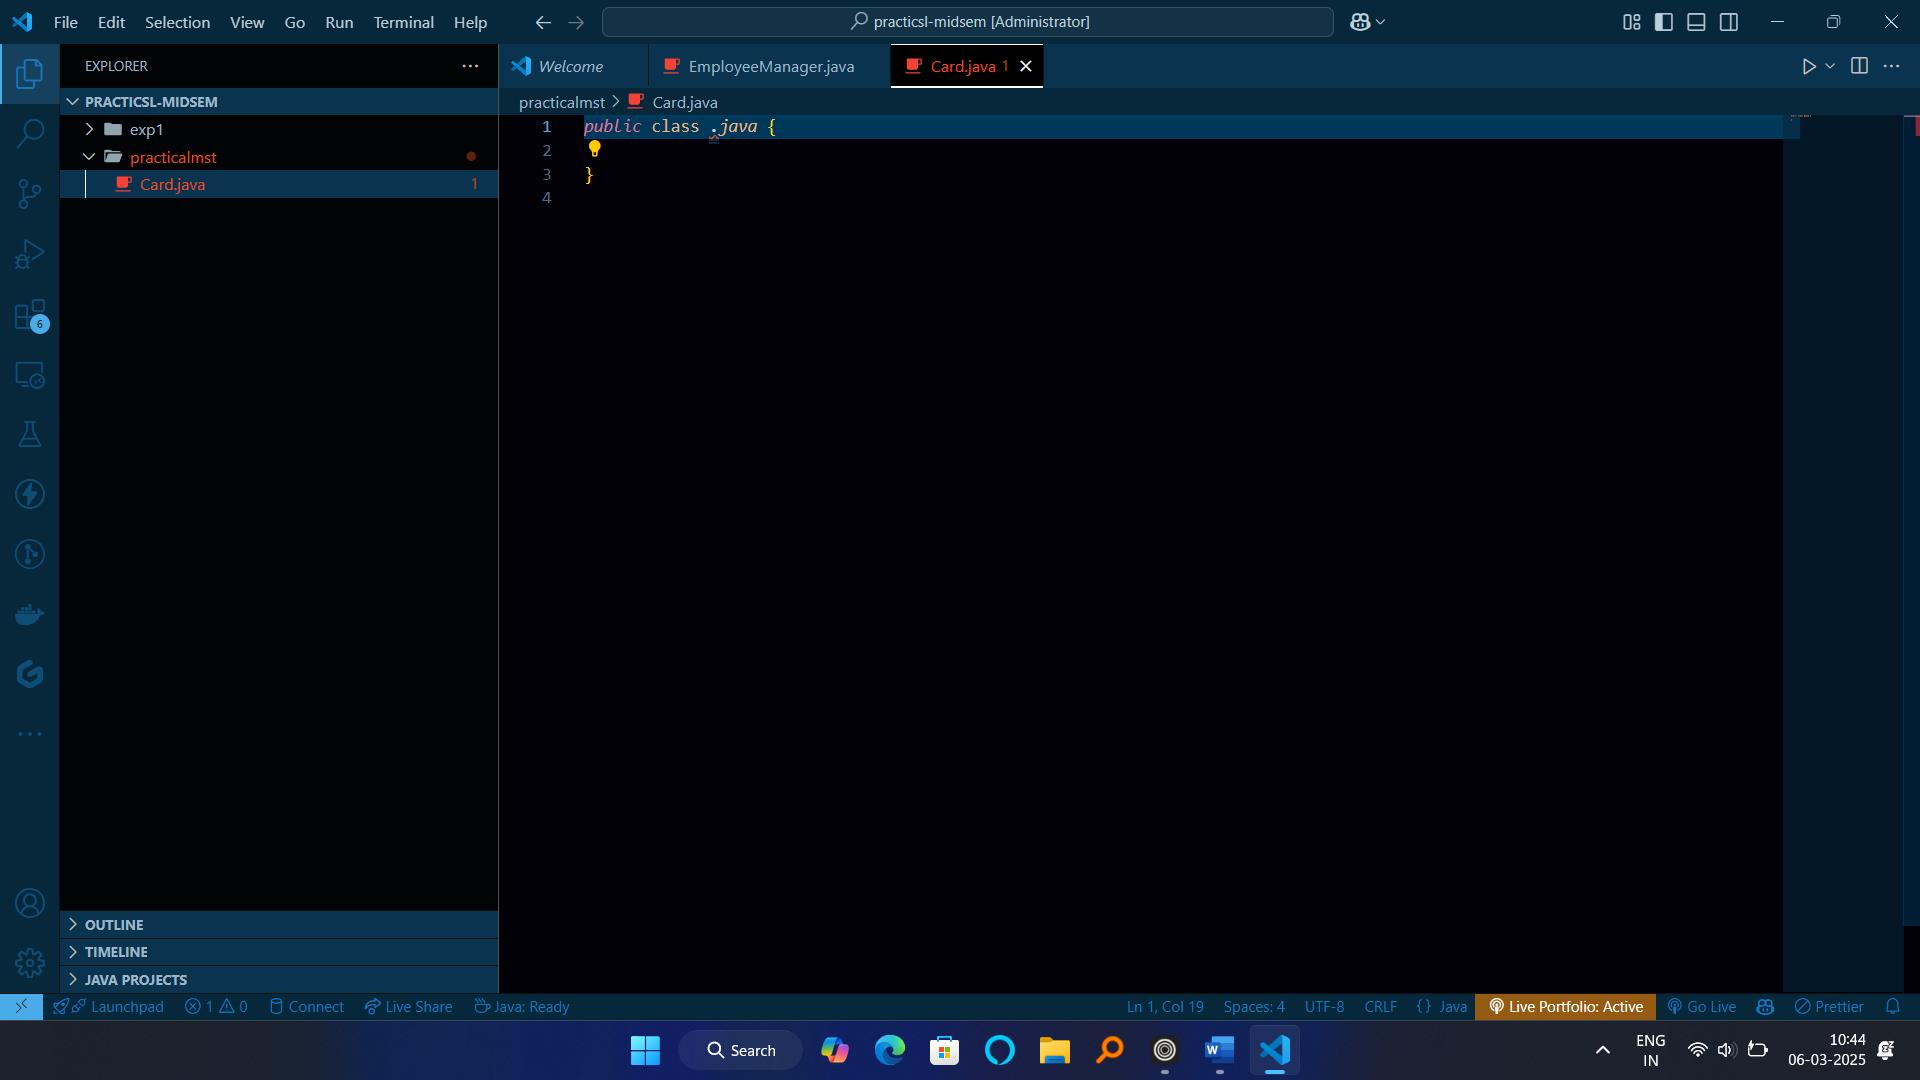 File Edit Selection View Go Run Terminal Help
practicsl-midsem [Administrator]
EXPLORER
Welcome
EmployeeManager.java
Card.java 1
PRACTICSL-MIDSEM
practicalmst
Card.java
exp1
practicalmst
Card.java 1
1 public class .java {
2
3 }
4
6
OUTLINE
TIMELINE
JAVA PROJECTS
Launchpad 1 0 Connect Live Share Java: Ready
Ln 1, Col 19 Spaces: 4 UTF-8 CRLF {} Java Live Portfolio: Active Go Live Prettier
Search
ENG
IN
10:44
06-03-2025